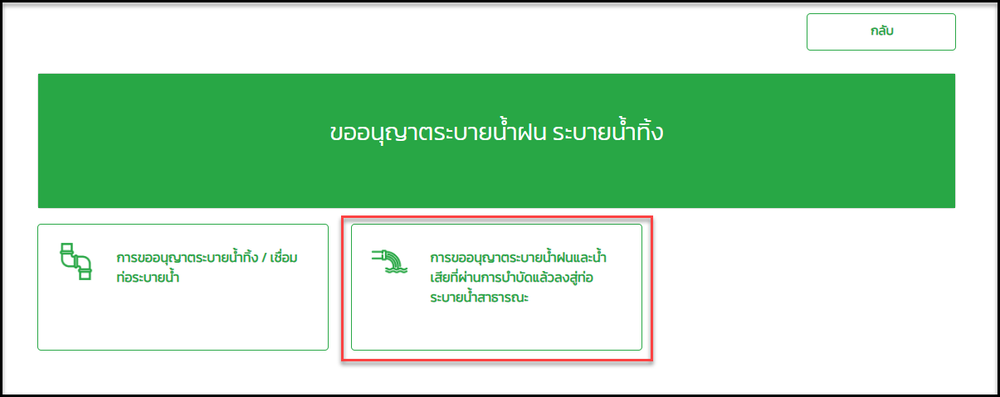 กลับ
ขออนุญาตระบายน้ำฝน ระบายน้ำทิ้ง
การขออนุญาตระบายน้ำทิ้ง / เชื่อม
ท่อระบายน้ำ
การขออนุญาตระบายน้ำฝนและน้ำ
เสียที่ผ่านการบำบัดแล้วลงสู่ท่อ
ระบายน้ำสาธารณะ